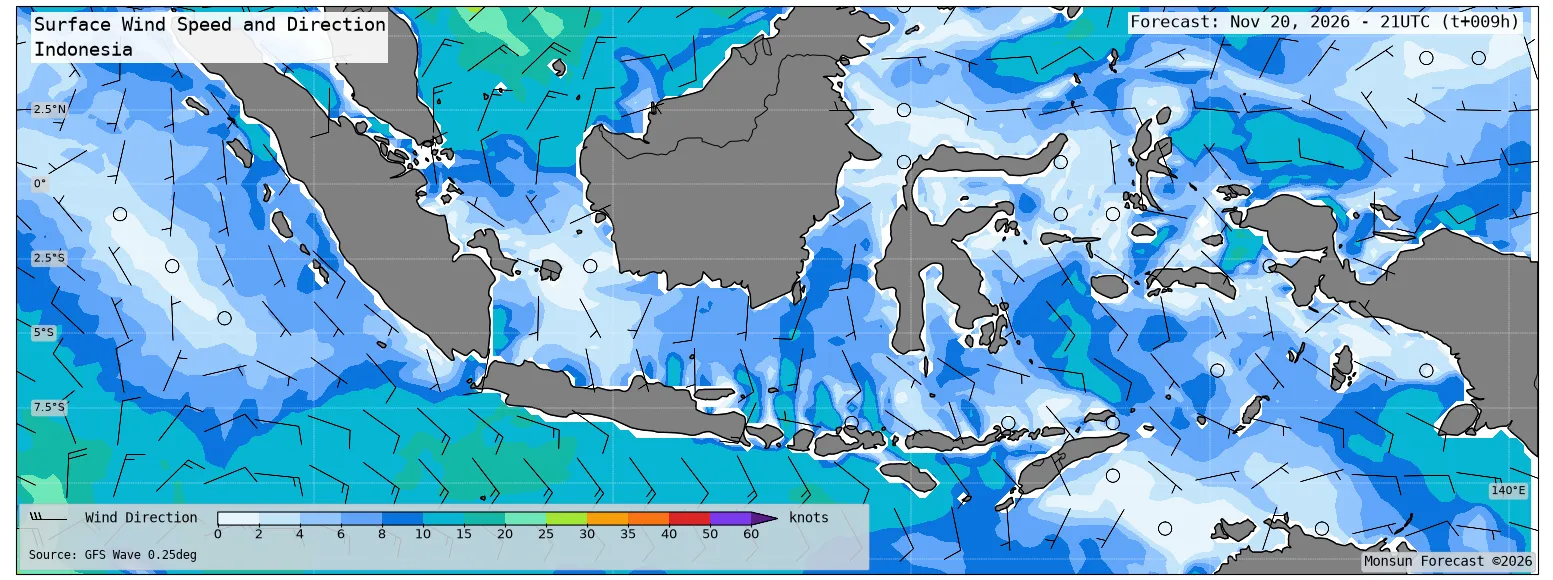 Surface Wind Speed and Direction
Indonesia
Forecast: Nov 20, 2026 - 21UTC (t+009h)
2.5°N
0°
2.5°S
5°S
7.5°S
140°E
Wind Direction
0 2 4 6 8 10 15 20 25 30 35 40 50 60
knots
Source: GFS Wave 0.25deg
Monsun Forecast ©2026